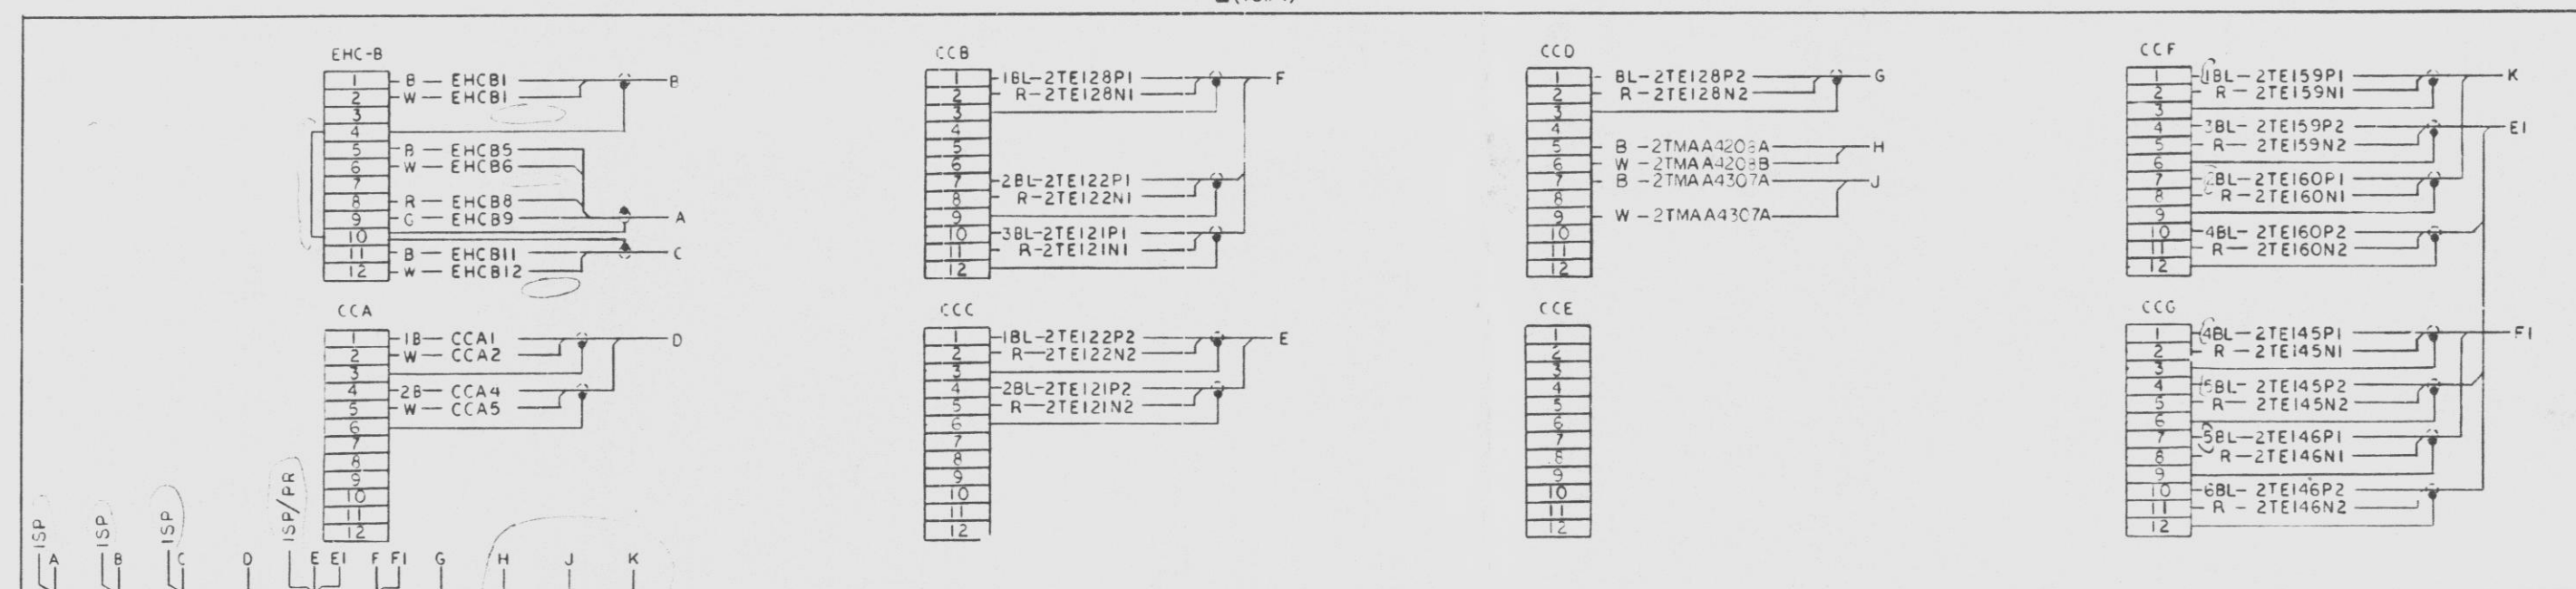 EHC-B
1 B — EHCB1 B
2 W — EHCB1
3
4
5 B — EHCB5
6 W — EHCB6
7
8 R — EHCB8
9 G — EHCB9 A
10
11 B — EHCB11 C
12 W — EHCB12
CCA
1 1B — CCA1 D
2 W — CCA2
3
4 2B — CCA4
5 W — CCA5
6
7
8
9
10
11
12
CCB
1 1BL-2TE128P1 F
2 R-2TE128N1
3
4
5
6
7 2BL-2TE122P1
8 R-2TE122N1
9
10 3BL-2TE121P1
11 R-2TE121N1
12
CCC
1 1BL-2TE122P2 E
2 R-2TE122N2
3
4 2BL-2TE121P2
5 R-2TE121N2
6
7
8
9
10
11
12
CCD
1 BL-2TE128P2 G
2 R-2TE128N2
3
4
5 B-2TMAA4208A H
6 W-2TMAA4208B
7 B-2TMAA4307A J
8
9 W-2TMAA4307A
10
11
12
CCE
1
2
3
4
5
6
7
8
9
10
11
12
CCF
1 1BL-2TE159P1 K
2 R-2TE159N1
3
4 3BL-2TE159P2 E1
5 R-2TE159N2
6
7 2BL-2TE160P1
8 R-2TE160N1
9
10 4BL-2TE160P2
11 R-2TE160N2
12
CCG
1 4BL-2TE145P1 F1
2 R-2TE145N1
3
4 5BL-2TE145P2
5 R-2TE145N2
6
7 5BL-2TE146P1
8 R-2TE146N1
9
10 6BL-2TE146P2
11 R-2TE146N2
12
1SP 1SP 1SP 1SP/PR
A B C D E E1 F F1 G H J K